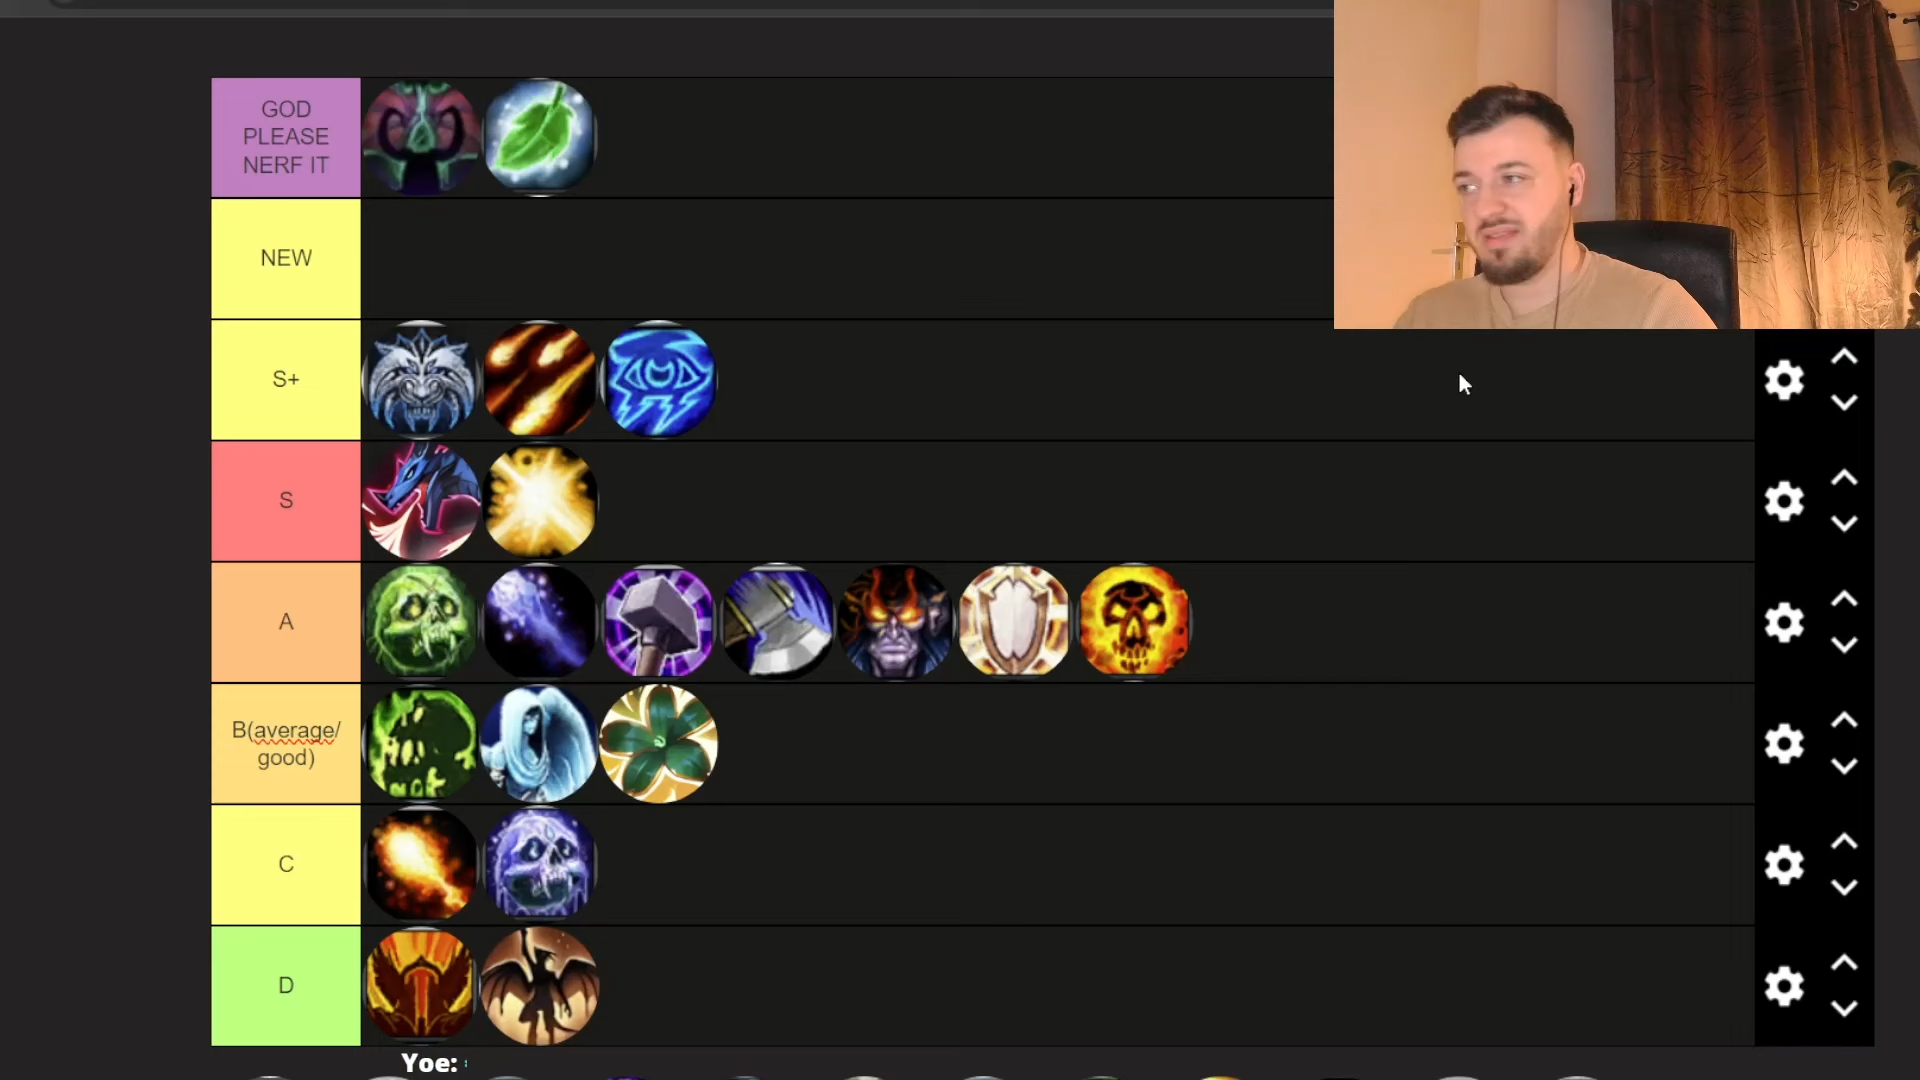 GOD
PLEASE
NERF IT
NEW
S+
S
A
B(average/
good)
C
D
Yoe: